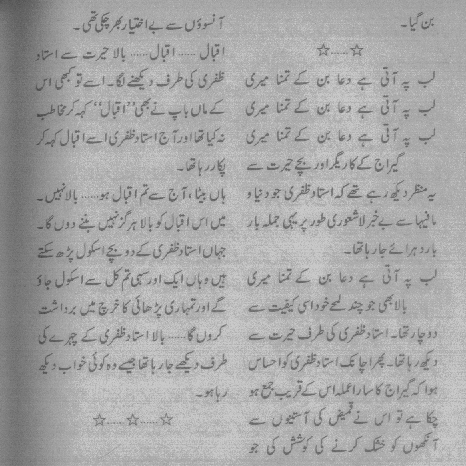 بن گیا۔
☆......☆
لب پہ آتی ہے دعا بن کے تمنا میری
لب پہ آتی ہے دعا بن کے تمنا میری
لب پہ آتی ہے دعا بن کے تمنا میری
گیراج کے کاریگر اور بچے حیرت سے
یہ منظر دیکھ رہے تھے کہ استاد ظفری جو دنیا و
مافیہا سے بے خبر لاشعوری طور پر یہی جملہ بار
بار دہرائے جا رہا تھا۔
لب پہ آتی ہے دعا بن کے تمنا میری
بالا بھی جو چند لمحے خود اسی کیفیت سے
دوچار تھا۔ استاد ظفری کی طرف حیرت سے
دیکھ رہا تھا۔ پھر اچانک استاد ظفری کو احساس
ہوا کہ گیراج کا سارا عملہ اس کے قریب جمع ہو
چکا ہے تو اس نے قمیض کی آستیوں سے
آنکھوں کو خشک کرنے کی کوشش کی جو
آنسوؤں سے بے اختیار بھر چکی تھی۔
اقبال ...... اقبال...... بالا حیرت سے استاد
ظفری کی طرف دیکھنے لگا۔ اسے تو کبھی اس
کے ماں باپ نے بھی ’’اقبال‘‘ کہہ کر مخاطب
نہ کیا تھا اور آج استاد ظفری اسے اقبال کہہ کر
پکار رہا تھا۔
ہاں بیٹا، آج سے تم اقبال ہو...... بالا نہیں۔
میں اس اقبال کو بالا ہرگز نہیں بننے دوں گا۔
جہاں استاد ظفری کے دو بچے اسکول پڑھ سکتے
ہیں وہاں ایک اور سہی تم کل سے اسکول جاؤ
گے اور تمہاری پڑھائی کا خرچ میں برداشت
کروں گا...... بالا استاد ظفری کے چہرے کی
طرف دیکھے جا رہا تھا جیسے وہ کوئی خواب دیکھ
رہا ہو۔
☆......☆......☆